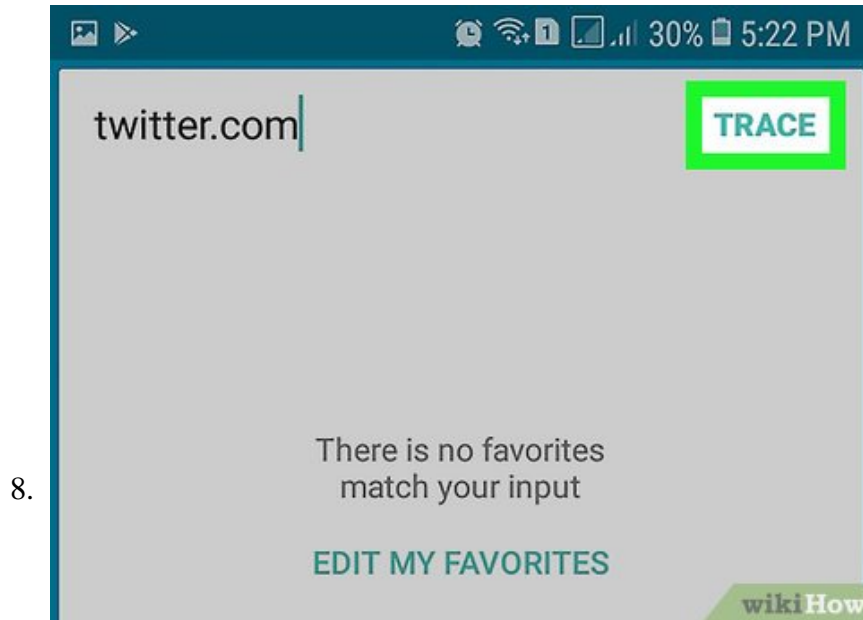 1 30% 5:22 PM
twitter.com
TRACE
There is no favorites
match your input
8.
EDIT MY FAVORITES
wikiHow